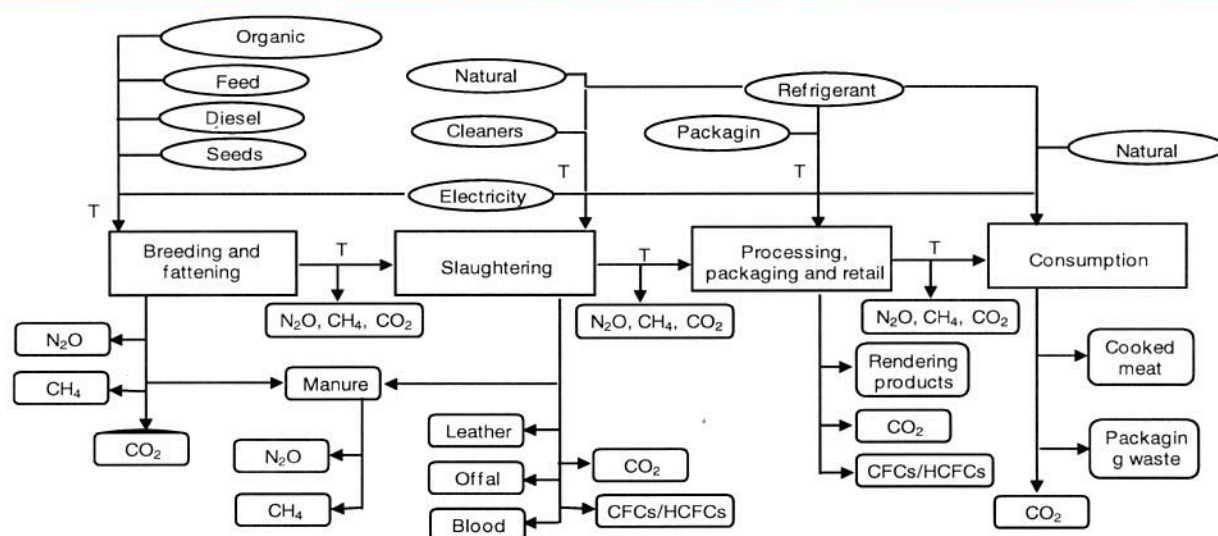 Organic
Feed
Diesel
Seeds
Natural
Cleaners
Refrigerant
Packagin
Natural
Electricity
T
T
T
Breeding and
fattening
T
Slaughtering
T
Processing,
packaging and retail
T
Consumption
N₂O, CH₄, CO₂
N₂O, CH₄, CO₂
N₂O, CH₄, CO₂
N₂O
CH₄
CO₂
Manure
N₂O
CH₄
Leather
Offal
Blood
CO₂
CFCs/HCFCs
Rendering
products
CO₂
CFCs/HCFCs
Cooked
meat
Packagin
g waste
CO₂